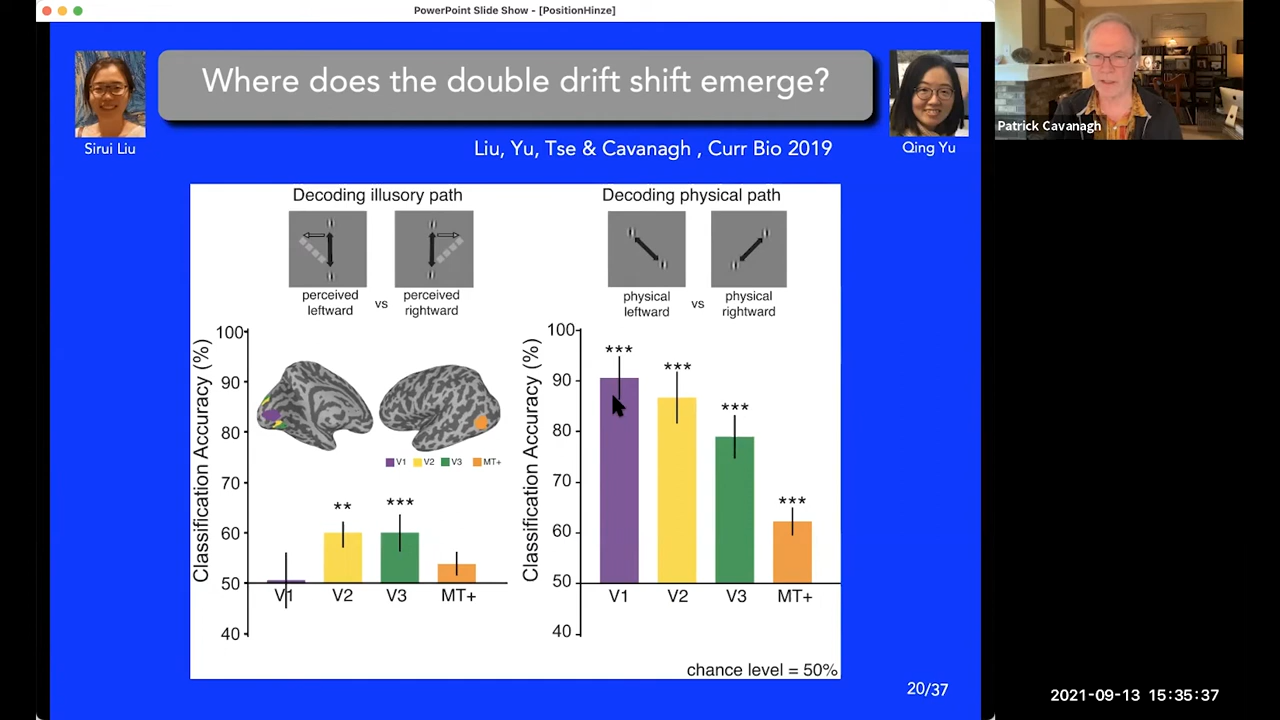 PowerPoint Slide Show - [PositionHinze]
Where does the double drift shift emerge?
Sirui Liu
Liu, Yu, Tse & Cavanagh , Curr Bio 2019
Qing Yu
Patrick Cavanagh
Decoding illusory path
perceived leftward
vs
perceived rightward
Classification Accuracy (%)
100
90
80
70
60
50
40
V1 V2 V3 MT+
** ***
V1 V2 V3 MT+
Decoding physical path
physical leftward
vs
physical rightward
Classification Accuracy (%)
100
90
80
70
60
50
40
*** *** *** ***
V1 V2 V3 MT+
chance level = 50%
20/37
2021-09-13 15:35:37